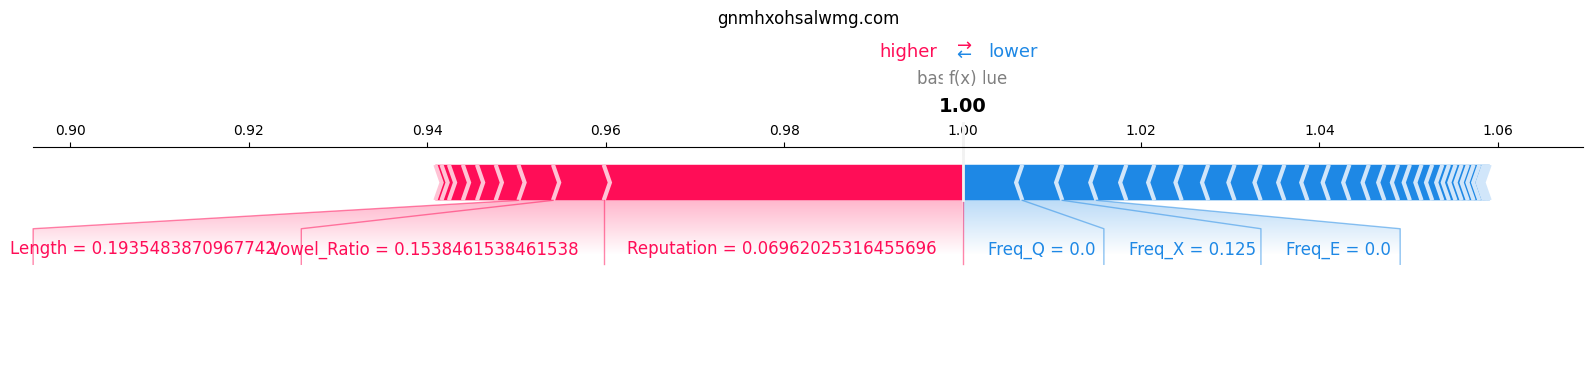 gnmhxohsalwmg.com
higher → ← lower
bas f(x) lue
1.00
0.90 0.92 0.94 0.96 0.98 1.00 1.02 1.04 1.06
Length = 0.1935483870967742 Vowel_Ratio = 0.1538461538461538 Reputation = 0.06962025316455696 Freq_Q = 0.0 Freq_X = 0.125 Freq_E = 0.0